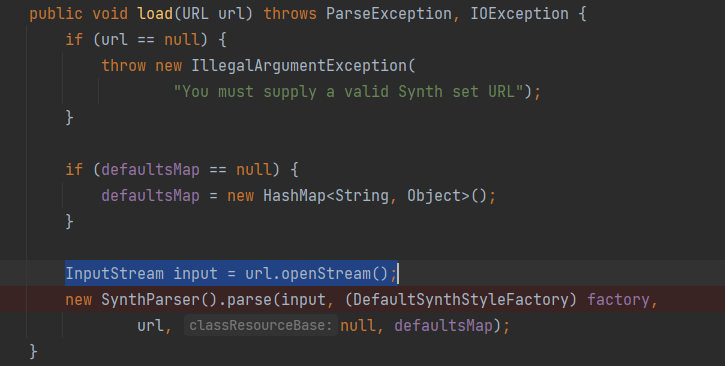 public void load(URL url) throws ParseException, IOException {
if (url == null) {
throw new IllegalArgumentException(
"You must supply a valid Synth set URL");
}
if (defaultsMap == null) {
defaultsMap = new HashMap<String, Object>();
}
InputStream input = url.openStream();
new SynthParser().parse(input, (DefaultSynthStyleFactory) factory,
url, classResourceBase: null, defaultsMap);
}